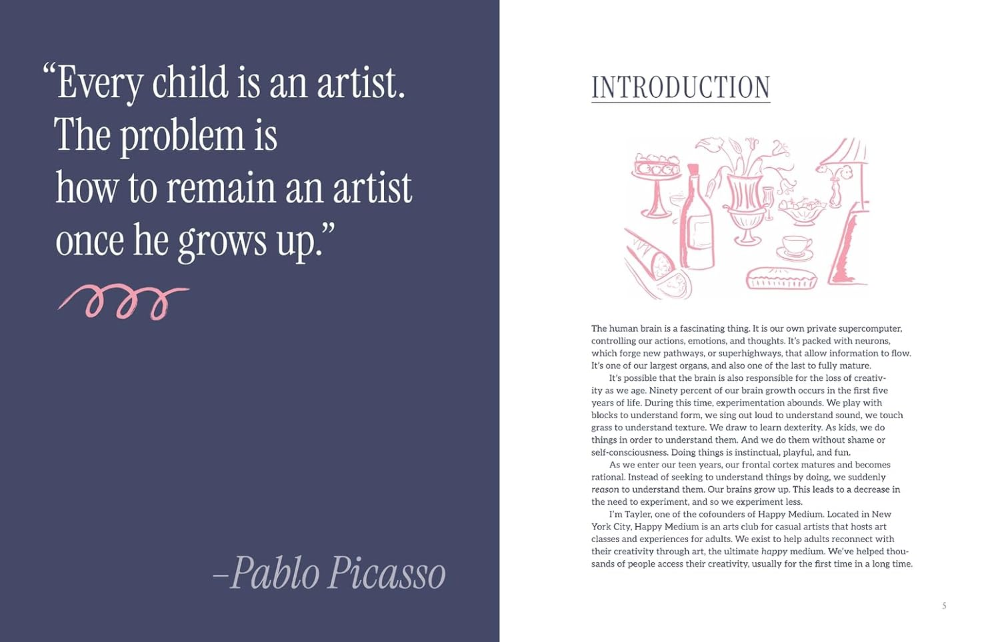 “Every child is an artist.
The problem is
how to remain an artist
once he grows up.”
–Pablo Picasso
INTRODUCTION
The human brain is a fascinating thing. It is our own private supercomputer,
controlling our actions, emotions, and thoughts. It’s packed with neurons,
which forge new pathways, or superhighways, that allow information to flow.
It’s one of our largest organs, and also one of the last to fully mature.
It’s possible that the brain is also responsible for the loss of creativ-
ity as we age. Ninety percent of our brain growth occurs in the first five
years of life. During this time, experimentation abounds. We play with
blocks to understand form, we sing out loud to understand sound, we touch
grass to understand texture. We draw to learn dexterity. As kids, we do
things in order to understand them. And we do them without shame or
self-consciousness. Doing things is instinctual, playful, and fun.
As we enter our teen years, our frontal cortex matures and becomes
rational. Instead of seeking to understand things by doing, we suddenly
reason to understand them. Our brains grow up. This leads to a decrease in
the need to experiment, and so we experiment less.
I’m Tayler, one of the cofounders of Happy Medium. Located in New
York City, Happy Medium is an arts club for casual artists that hosts art
classes and experiences for adults. We exist to help adults reconnect with
their creativity through art, the ultimate happy medium. We’ve helped thou-
sands of people access their creativity, usually for the first time in a long time.
5